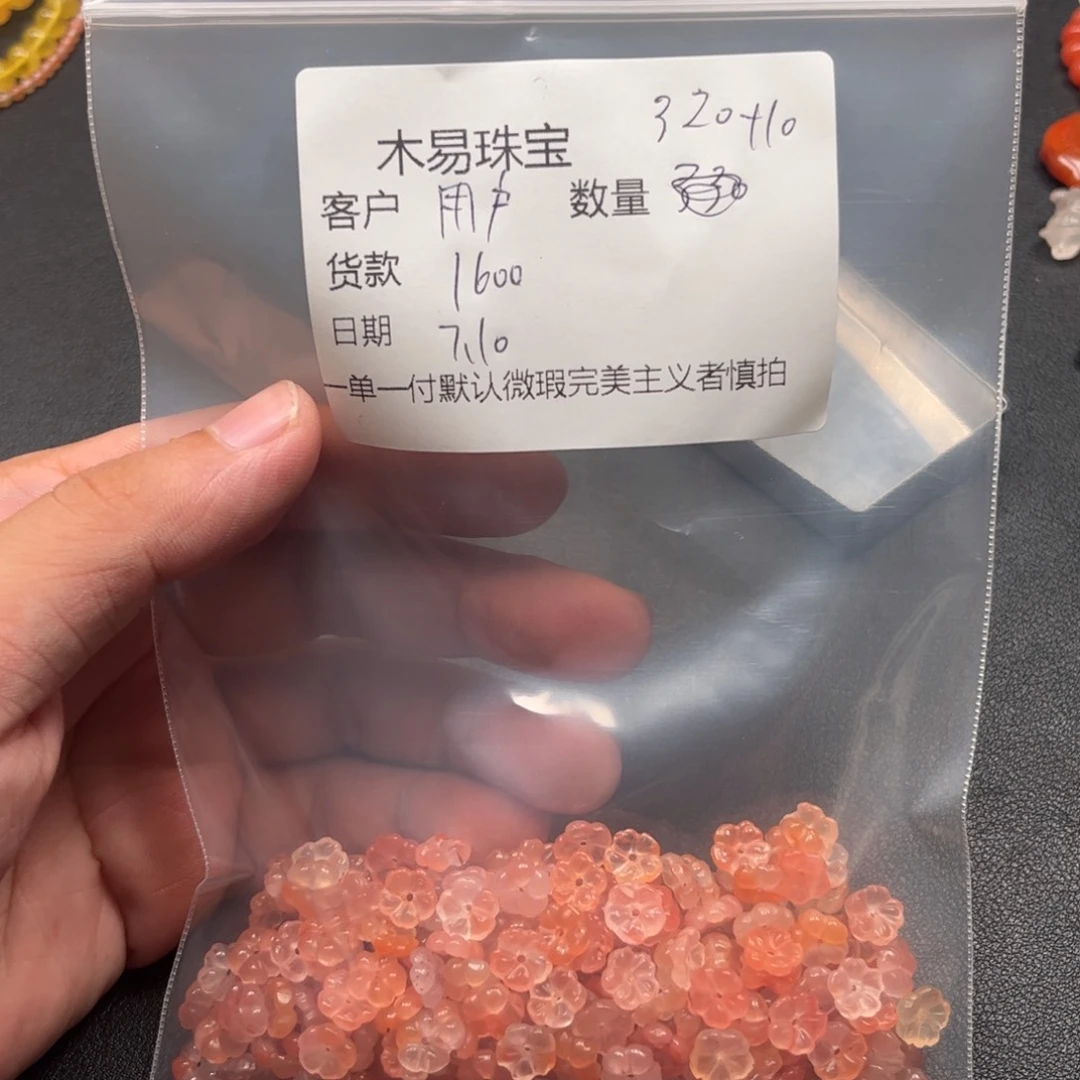 320+10
木易珠宝
客户 用户 数量
货款 1600
日期 7.10
一单一付默认微瑕完美主义者慎拍